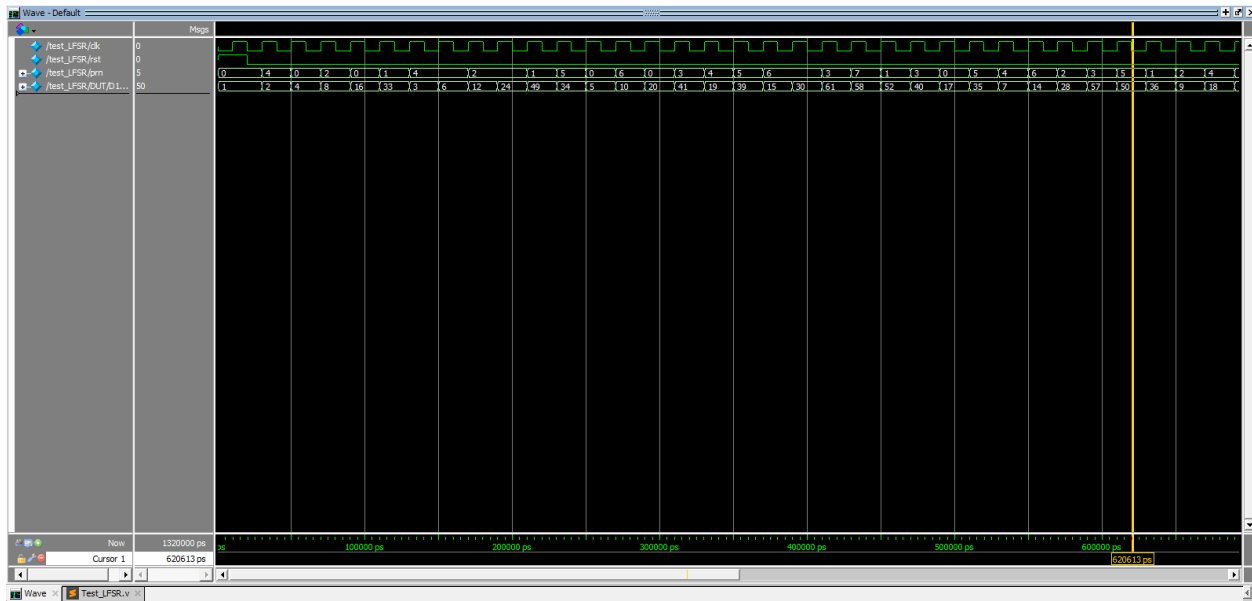 Wave - Default
Msgs
/test_LFSR/clk 0
/test_LFSR/rst 0
/test_LFSR/prn 5 0 4 0 2 0 1 4 2 1 5 0 6 0 3 4 5 6 3 7 1 3 0 5 4 6 2 3 5 1 2 4
/test_LFSR/DUT/D1... 50 1 2 4 8 16 33 3 6 12 24 49 34 5 10 20 41 19 39 15 30 61 58 52 40 17 35 7 14 28 57 50 36 9 18
Now 1320000 ps ps 100000 ps 200000 ps 300000 ps 400000 ps 500000 ps 600000 ps
Cursor 1 620613 ps 620613 ps
Wave Test_LFSR.v